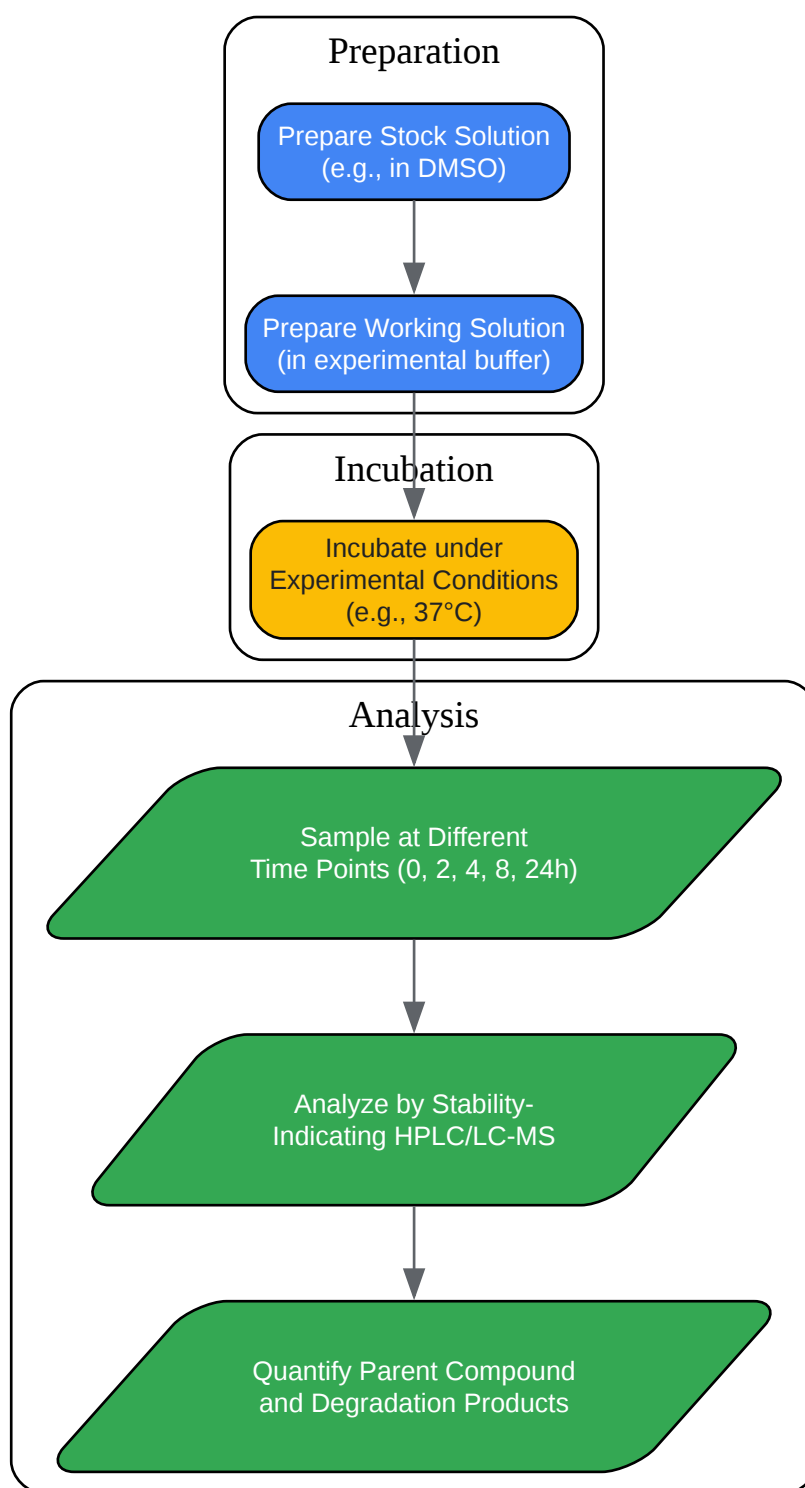 Preparation
Prepare Stock Solution
(e.g., in DMSO)
Prepare Working Solution
(in experimental buffer)
Incubation
Incubate under
Experimental Conditions
(e.g., 37°C)
Analysis
Sample at Different
Time Points (0, 2, 4, 8, 24h)
Analyze by Stability-
Indicating HPLC/LC-MS
Quantify Parent Compound
and Degradation Products